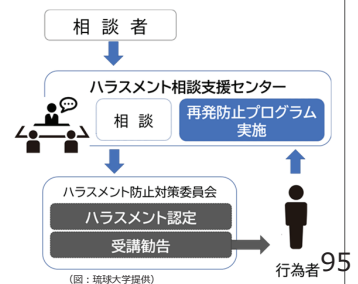 相談者
ハラスメント相談支援センター
相談
再発防止プログラム
実施
ハラスメント防止対策委員会
ハラスメント認定
受講勧告
行為者
95
（図：琉球大学提供）